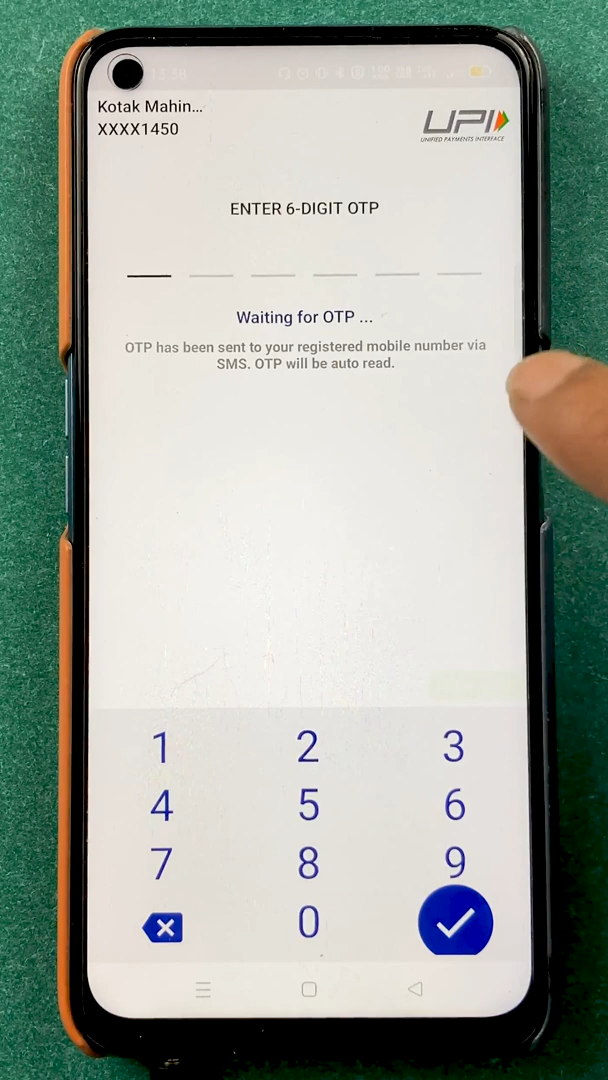 13:36
Kotak Mahin...
XXXX1450
UPI
UNIFIED PAYMENTS INTERFACE
ENTER 6-DIGIT OTP
Waiting for OTP ...
OTP has been sent to your registered mobile number via
SMS. OTP will be auto read.
1 2 3
4 5 6
7 8 9
0